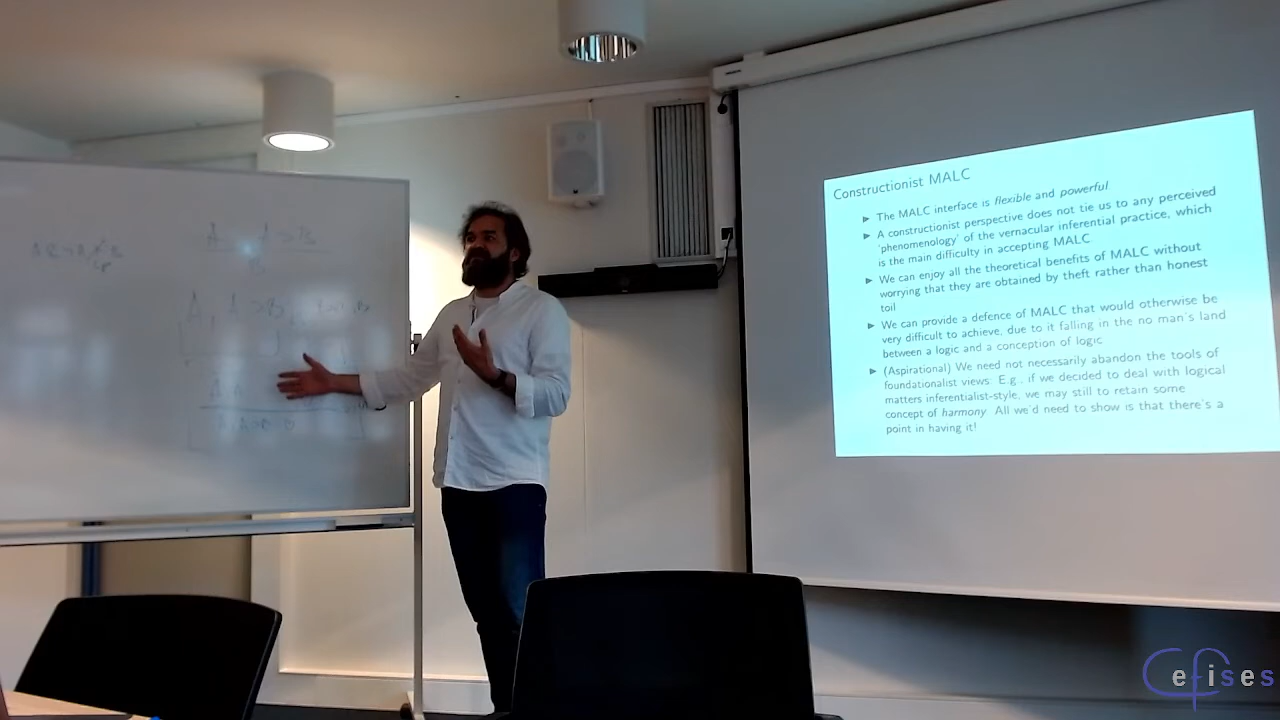 Constructionist MALC
▶ The MALC interface is flexible and powerful
▶ A constructionist perspective does not tie us to any perceived
'phenomenology' of the vernacular inferential practice, which
is the main difficulty in accepting MALC
▶ We can enjoy all the theoretical benefits of MALC without
worrying that they are obtained by theft rather than honest
toil
▶ We can provide a defence of MALC that would otherwise be
very difficult to achieve, due to it falling in the no man's land
between a logic and a conception of logic
▶ (Aspirational) We need not necessarily abandon the tools of
foundationalist views: E.g., if we decided to deal with logical
matters inferentialist-style, we may still to retain some
concept of harmony. All we'd need to show is that there's a
point in having it!
Cefises